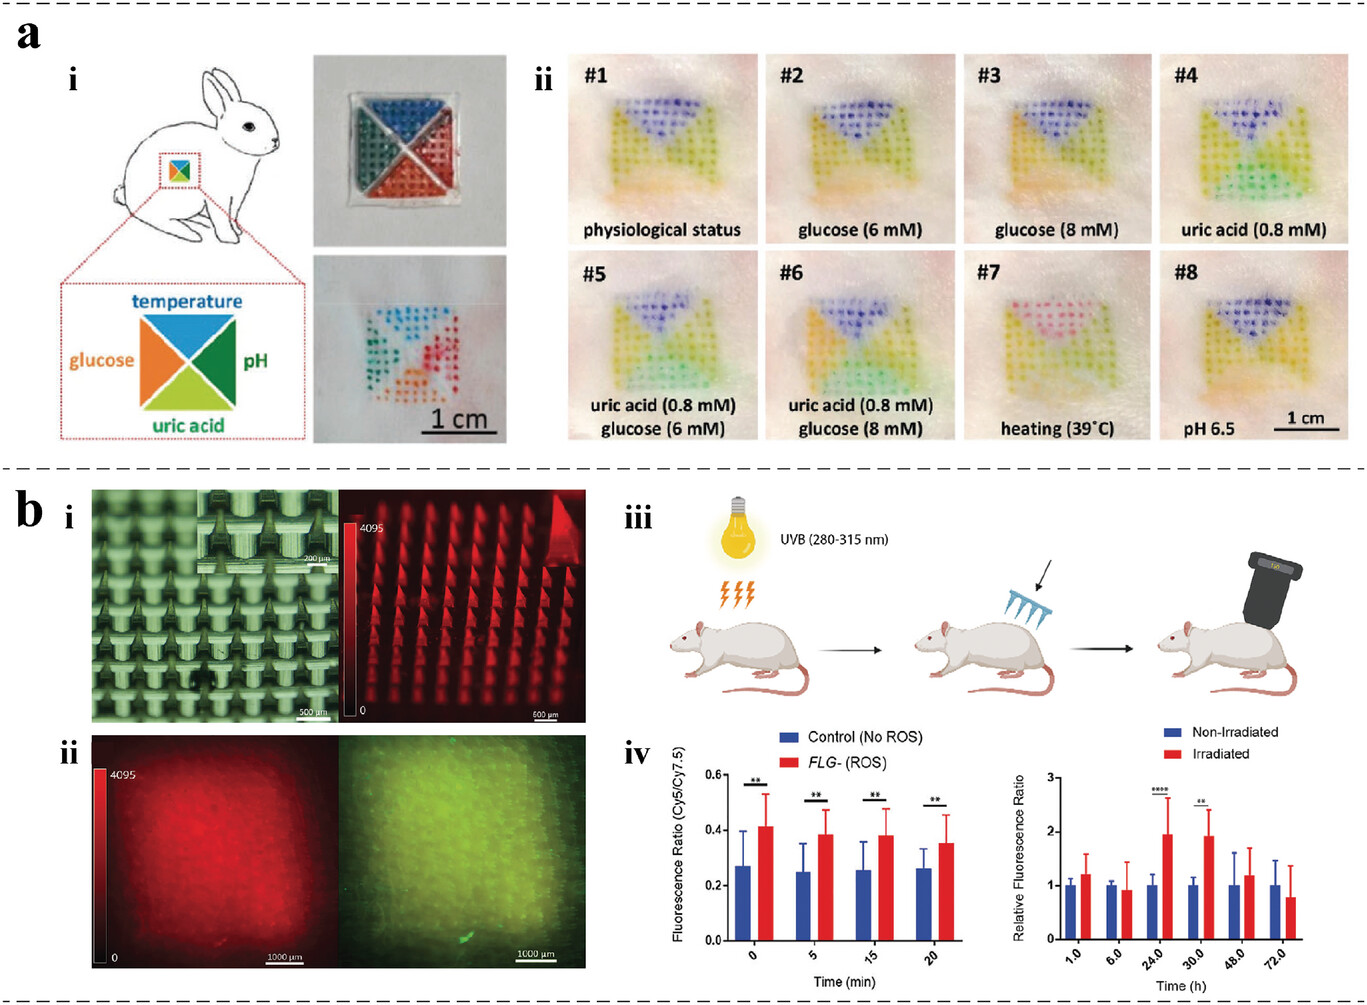 a
i
temperature
glucose
pH
uric acid
1 cm
ii
#1
physiological status
#2
glucose (6 mM)
#3
glucose (8 mM)
#4
uric acid (0.8 mM)
#5
uric acid (0.8 mM)
glucose (6 mM)
#6
uric acid (0.8 mM)
glucose (8 mM)
#7
heating (39°C)
#8
pH 6.5
1 cm
b
i
200 µm
500 µm
4095
0
500 µm
ii
4095
0
1000 µm
1000 µm
iii
UVB (280-315 nm)
iv
Control (No ROS)
FLG- (ROS)
Fluorescence Ratio (Cy5/Cy7.5)
0.6
0.4
0.2
0.0
**
**
**
**
0
5
15
20
Time (min)
Non-Irradiated
Irradiated
Relative Fluorescence Ratio
3
2
1
0
****
**
1.0
6.0
24.0
30.0
48.0
72.0
Time (h)